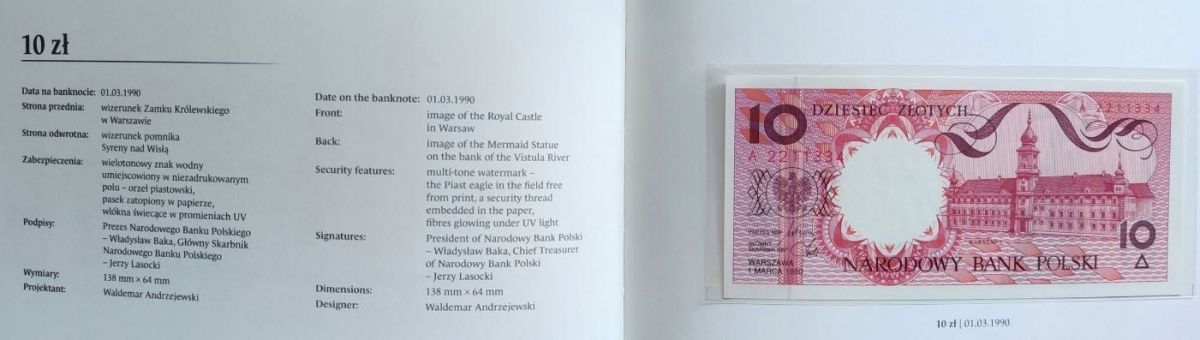 10 zł
Data na banknocie: 01.03.1990
Strona przednia: wizerunek Zamku Królewskiego
w Warszawie
Strona odwrotna: wizerunek pomnika
Syreny nad Wisłą
Zabezpieczenia: wielotonowy znak wodny
umiejscowiony w niezadrukowanym
polu – orzeł piastowski,
pasek zatopiony w papierze,
włókna świecące w promieniach UV
Podpisy: Prezes Narodowego Banku Polskiego
– Władysław Baka, Główny Skarbnik
Narodowego Banku Polskiego
– Jerzy Lasocki
Wymiary: 138 mm × 64 mm
Projektant: Waldemar Andrzejewski
Date on the banknote: 01.03.1990
Front: image of the Royal Castle
in Warsaw
Back: image of the Mermaid Statue
on the bank of the Vistula River
Security features: multi-tone watermark –
the Piast eagle in the field free
from print, a security thread
embedded in the paper,
fibres glowing under UV light
Signatures: President of Narodowy Bank Polski
– Władysław Baka, Chief Treasurer
of Narodowy Bank Polski
– Jerzy Lasocki
Dimensions: 138 mm × 64 mm
Designer: Waldemar Andrzejewski
10 DZIESIĘĆ ZŁOTYCH
A 2211334
A 2211334
PREZES NBP
GŁÓWNY
SKARBNIK NBP
WARSZAWA
WARSZAWA
1 MARCA 1990
NARODOWY BANK POLSKI
10
10 zł | 01.03.1990